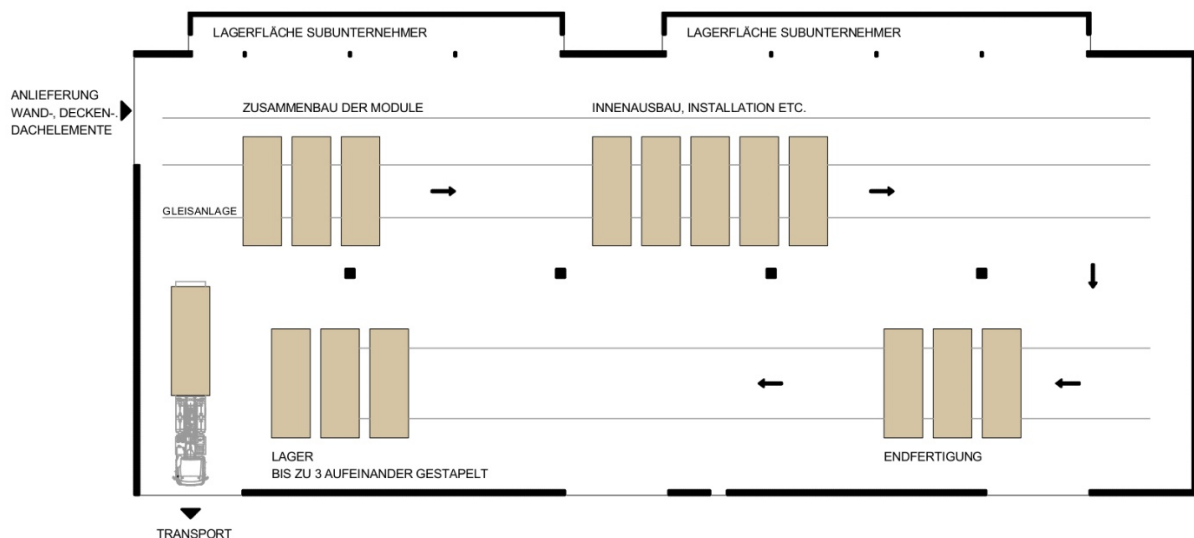 LAGERFLÄCHE SUBUNTERNEHMER
LAGERFLÄCHE SUBUNTERNEHMER
ANLIEFERUNG
WAND-, DECKEN-.
DACHELEMENTE
ZUSAMMENBAU DER MODULE
INNENAUSBAU, INSTALLATION ETC.
GLEISANLAGE
LAGER
BIS ZU 3 AUFEINANDER GESTAPELT
ENDFERTIGUNG
TRANSPORT